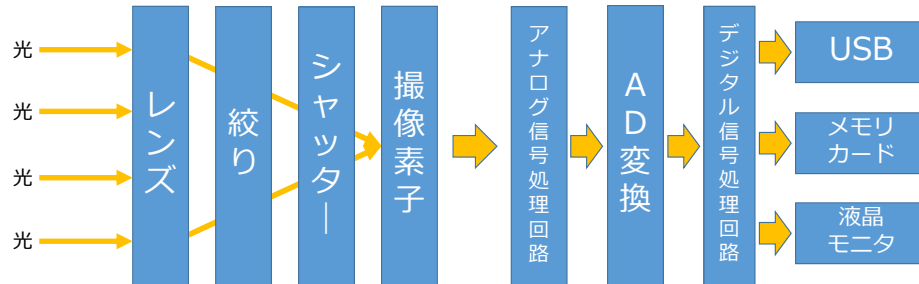 光
光
光
光
レンズ
絞り
シャッター
撮像素子
アナログ信号処理回路
AD変換
デジタル信号処理回路
USB
メモリ
カード
液晶
モニタ